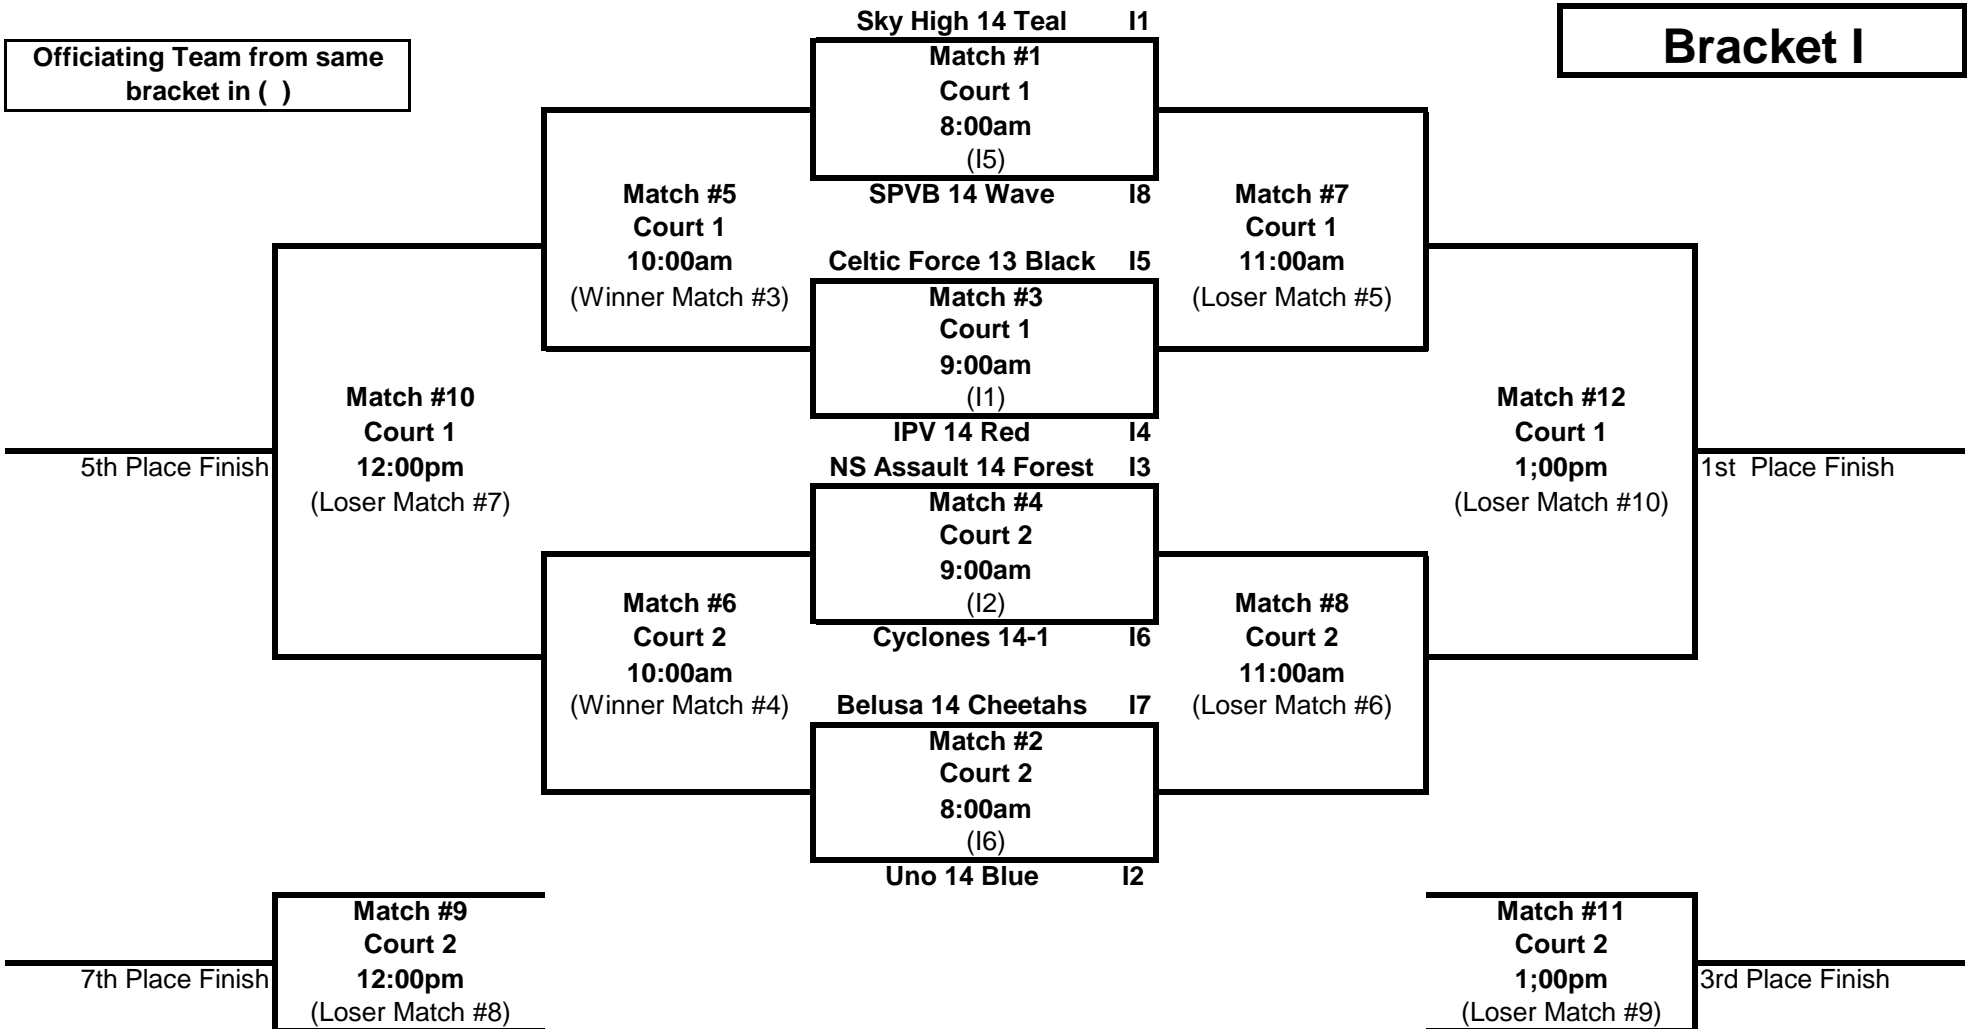 Sky High 14 Teal I1
Bracket I
Officiating Team from same
bracket in ( )
Match #1
Court 1
8:00am
(I5)
SPVB 14 Wave I8
Match #5
Court 1
10:00am
(Winner Match #3)
Match #7
Court 1
11:00am
(Loser Match #5)
Celtic Force 13 Black I5
Match #3
Court 1
9:00am
(I1)
IPV 14 Red I4
Match #10
Court 1
12:00pm
(Loser Match #7)
5th Place Finish
Match #12
Court 1
1;00pm
(Loser Match #10)
1st  Place Finish
NS Assault 14 Forest I3
Match #4
Court 2
9:00am
(I2)
Cyclones 14-1 I6
Match #6
Court 2
10:00am
(Winner Match #4)
Match #8
Court 2
11:00am
(Loser Match #6)
Belusa 14 Cheetahs I7
Match #2
Court 2
8:00am
(I6)
Uno 14 Blue I2
Match #9
Court 2
12:00pm
(Loser Match #8)
7th Place Finish
Match #11
Court 2
1;00pm
(Loser Match #9)
3rd Place Finish